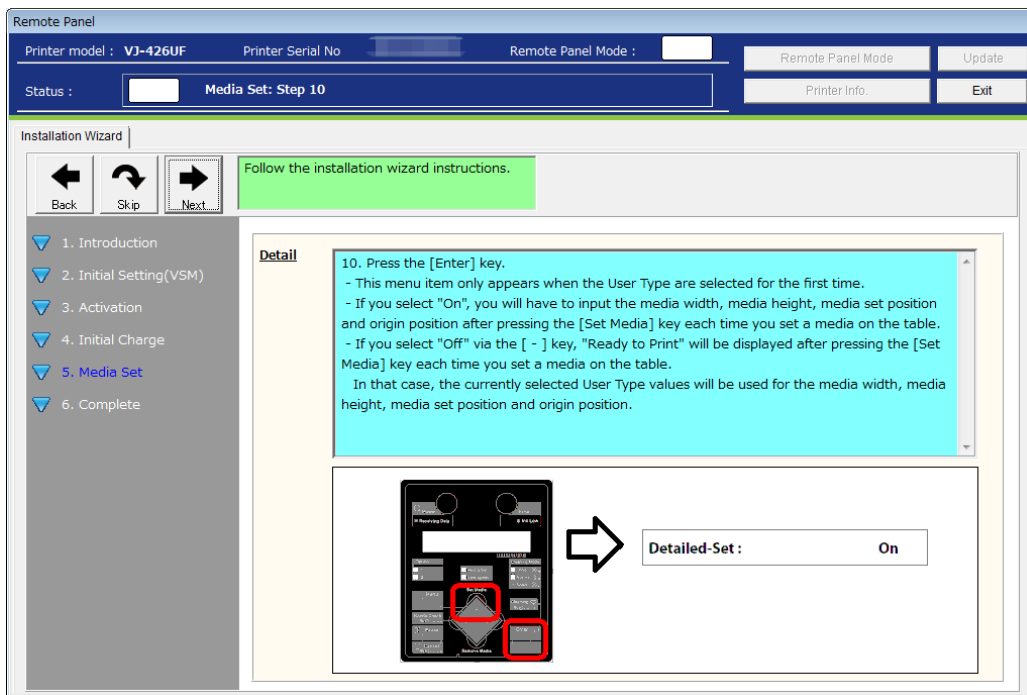 Remote Panel
Printer model : VJ-426UF Printer Serial No Remote Panel Mode :
Remote Panel Mode Update
Status : Media Set: Step 10
Printer Info. Exit
Installation Wizard
Back Skip Next
Follow the installation wizard instructions.
1. Introduction
2. Initial Setting(VSM)
3. Activation
4. Initial Charge
5. Media Set
6. Complete
Detail
10. Press the [Enter] key.
- This menu item only appears when the User Type are selected for the first time.
- If you select "On", you will have to input the media width, media height, media set position
and origin position after pressing the [Set Media] key each time you set a media on the table.
- If you select "Off" via the [ - ] key, "Ready to Print" will be displayed after pressing the [Set
Media] key each time you set a media on the table.
In that case, the currently selected User Type values will be used for the media width, media
height, media set position and origin position.
Set Media
Remove Media
Detailed-Set : On